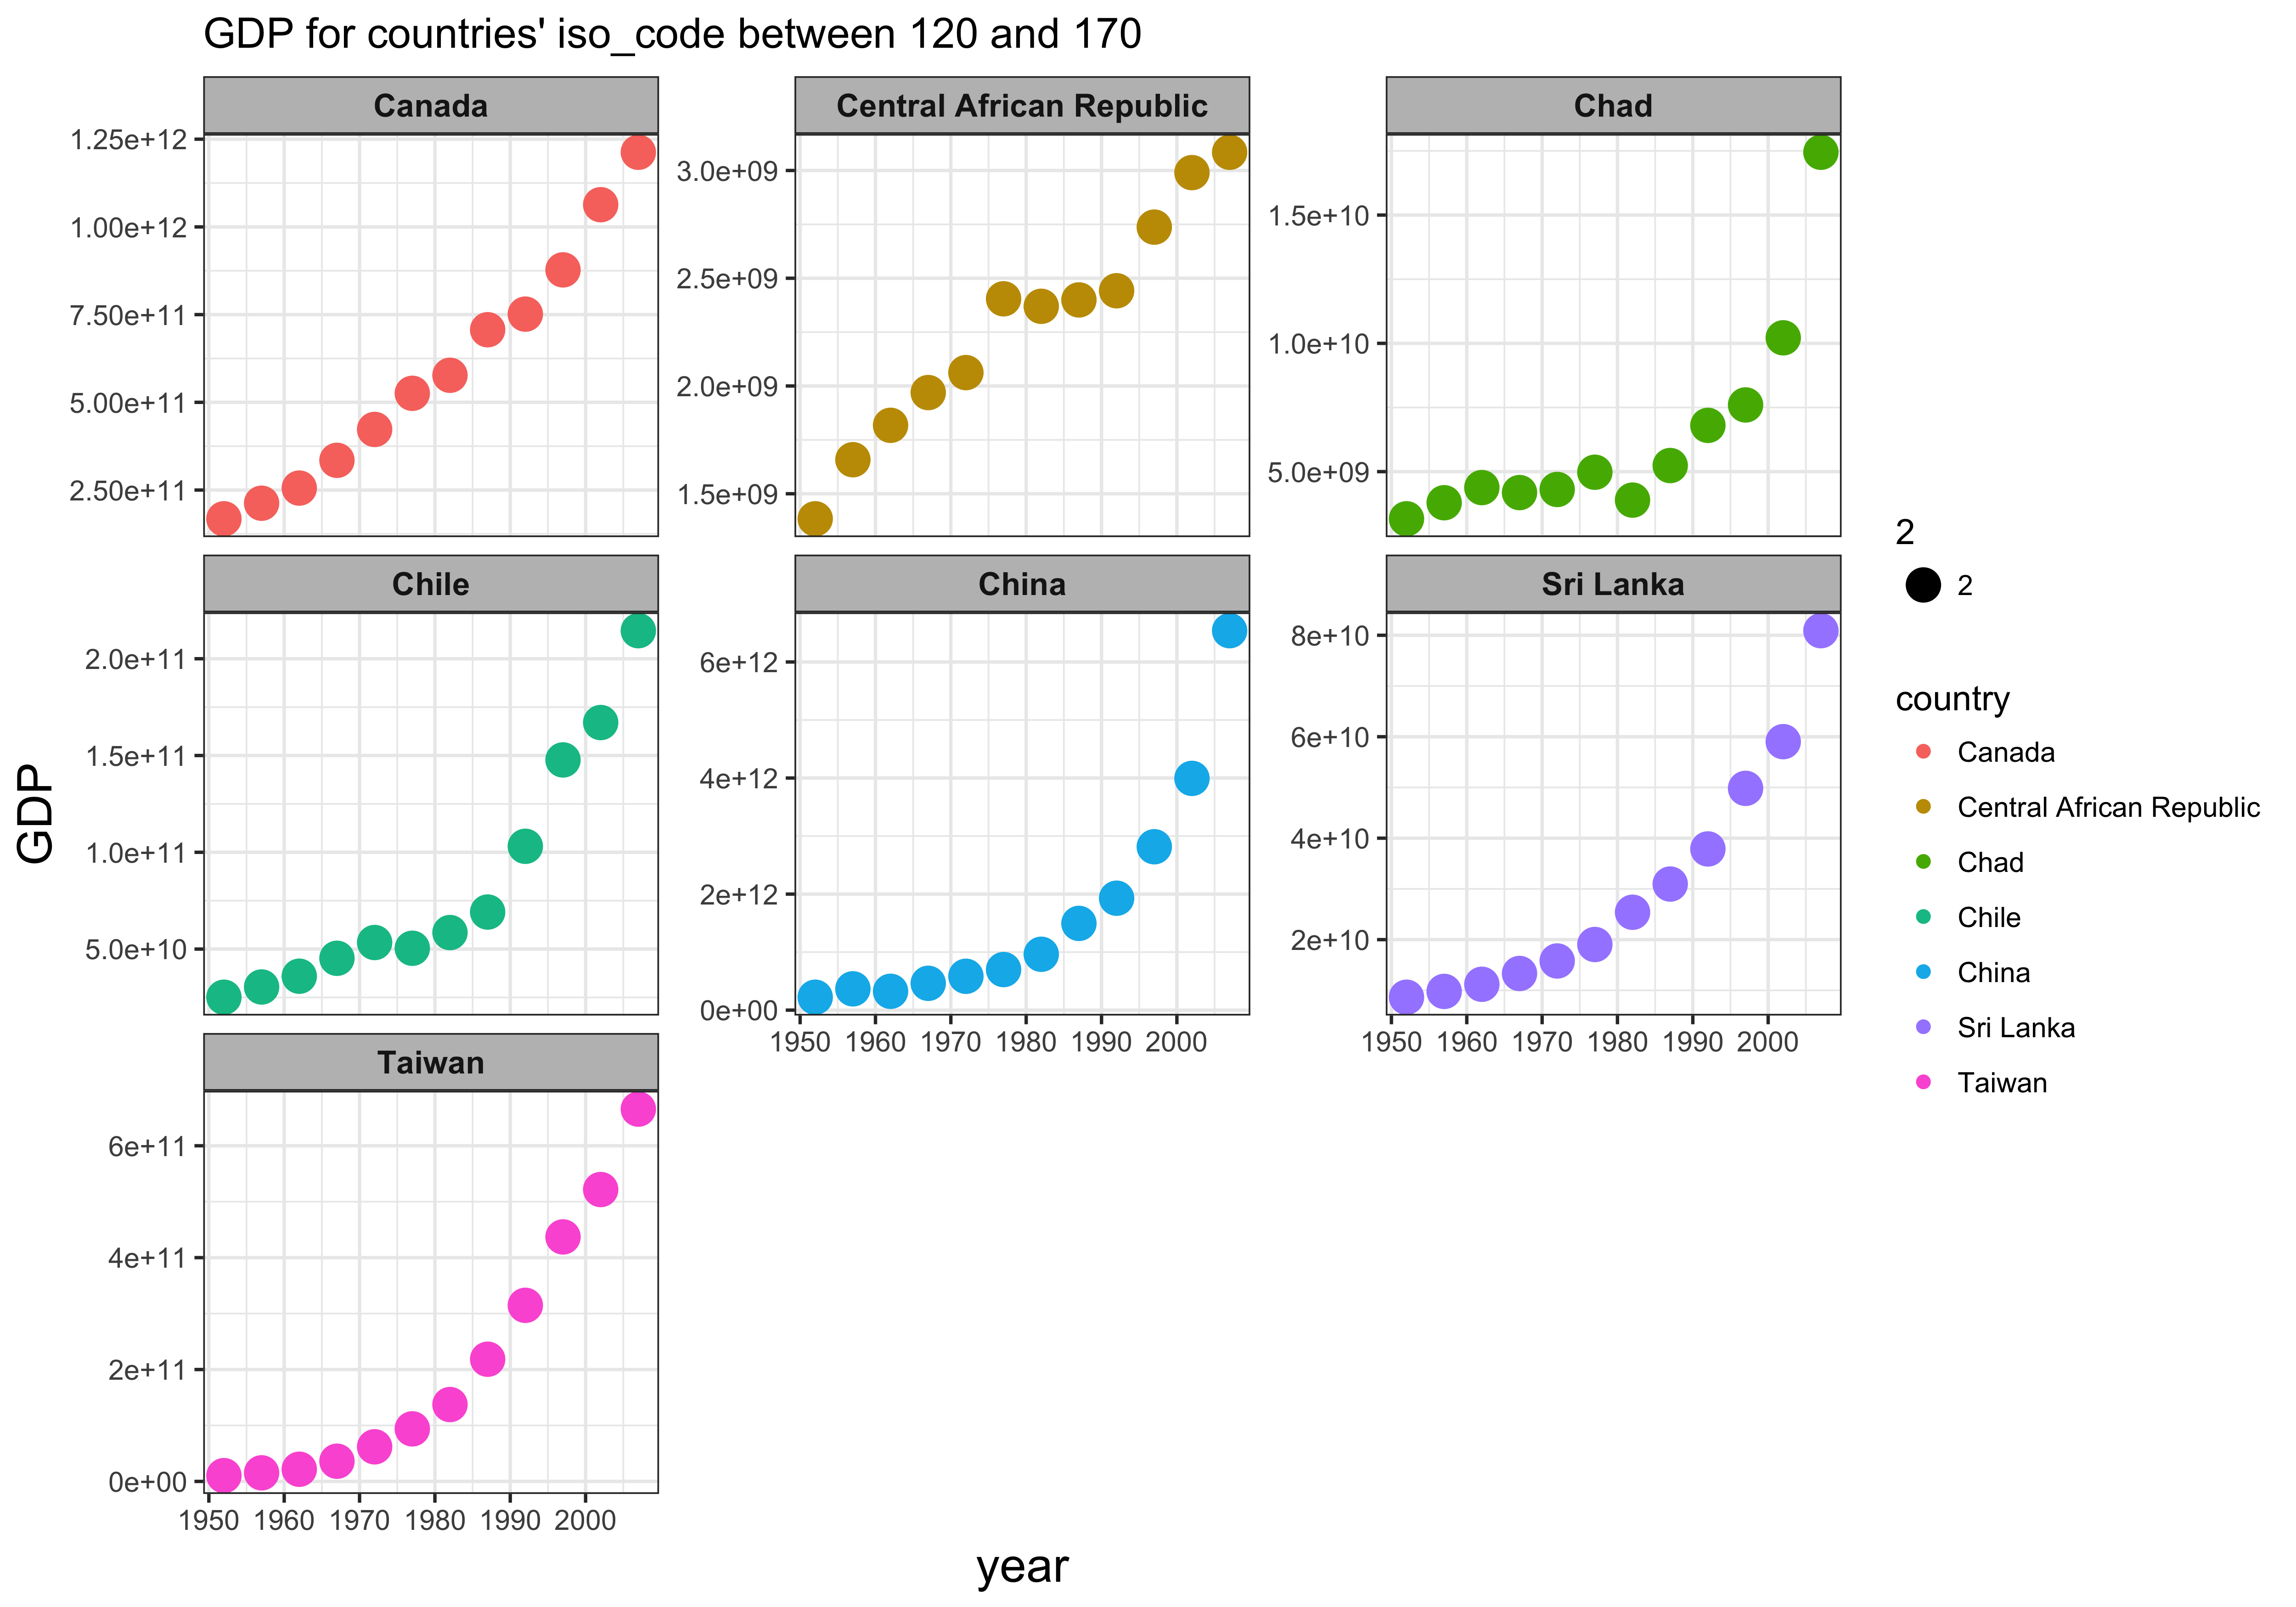 GDP for countries' iso_code between 120 and 170
Canada
1.25e+12
1.00e+12
7.50e+11
5.00e+11
2.50e+11
Central African Republic
3.0e+09
2.5e+09
2.0e+09
1.5e+09
Chad
1.5e+10
1.0e+10
5.0e+09
Chile
2.0e+11
1.5e+11
1.0e+11
5.0e+10
China
6e+12
4e+12
2e+12
0e+00
1950 1960 1970 1980 1990 2000
Sri Lanka
8e+10
6e+10
4e+10
2e+10
1950 1960 1970 1980 1990 2000
Taiwan
6e+11
4e+11
2e+11
0e+00
1950 1960 1970 1980 1990 2000
GDP
year
2
2
country
Canada
Central African Republic
Chad
Chile
China
Sri Lanka
Taiwan